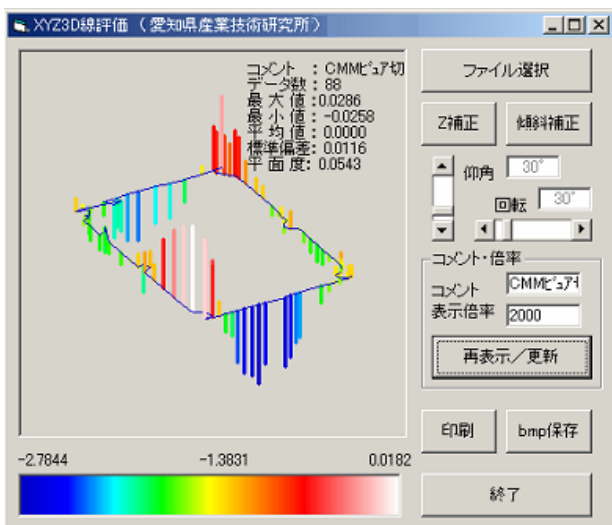 XYZ3D線評価 （愛知県産業技術研究所）
コメント : CMMピュア切
データ数 : 88
最 大 値 : 0.0286
最 小 値 : -0.0258
平 均 値 : 0.0000
標準偏差 : 0.0116
平 面 度 : 0.0543
ファイル選択
Z補正
傾斜補正
仰角 30°
回転 30°
コメント・倍率
コメント CMMピュアｲ
表示倍率 2000
再表示／更新
印刷
bmp保存
-2.7844 -1.3831 0.0182
終了